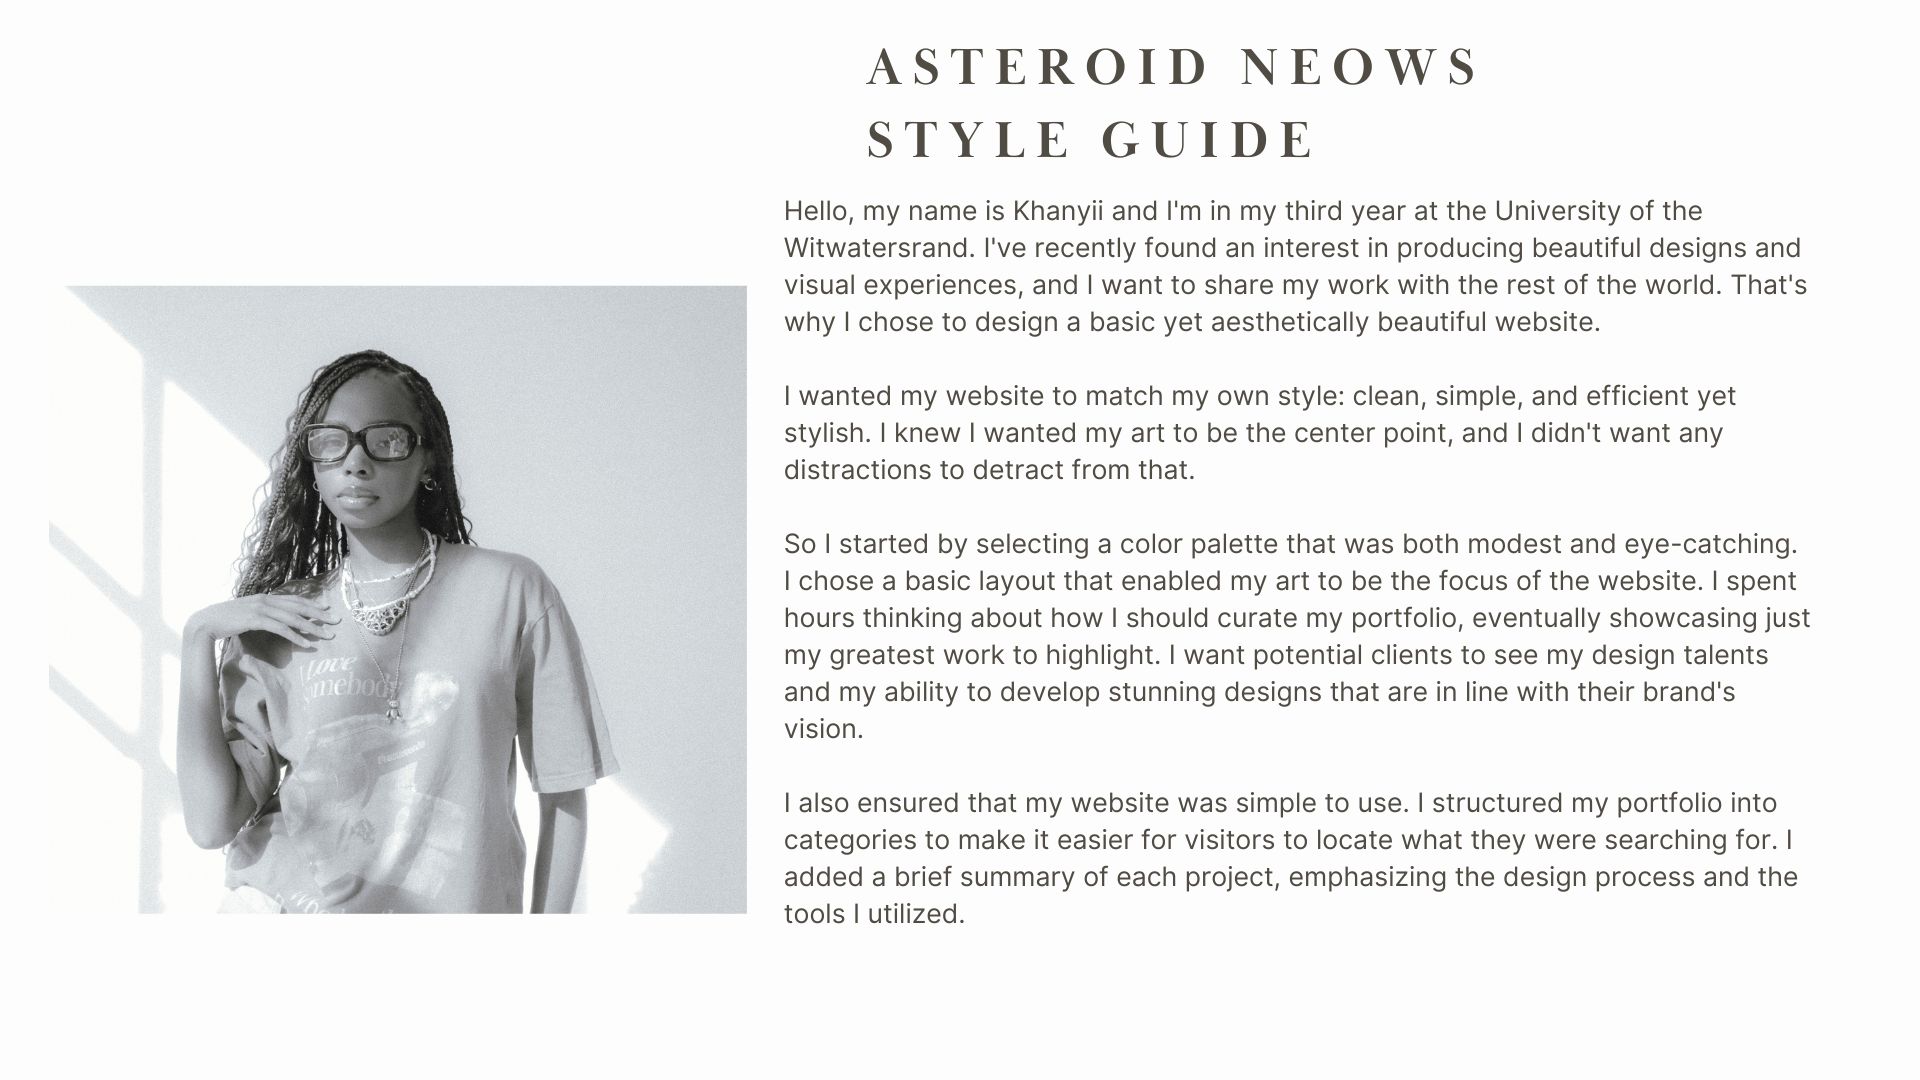 ASTEROID NEOWS
STYLE GUIDE
Hello, my name is Khanyii and I'm in my third year at the University of the
Witwatersrand. I've recently found an interest in producing beautiful designs and
visual experiences, and I want to share my work with the rest of the world. That's
why I chose to design a basic yet aesthetically beautiful website.
I wanted my website to match my own style: clean, simple, and efficient yet
stylish. I knew I wanted my art to be the center point, and I didn't want any
distractions to detract from that.
So I started by selecting a color palette that was both modest and eye-catching.
I chose a basic layout that enabled my art to be the focus of the website. I spent
hours thinking about how I should curate my portfolio, eventually showcasing just
my greatest work to highlight. I want potential clients to see my design talents
and my ability to develop stunning designs that are in line with their brand's
vision.
I also ensured that my website was simple to use. I structured my portfolio into
categories to make it easier for visitors to locate what they were searching for. I
added a brief summary of each project, emphasizing the design process and the
tools I utilized.
Love